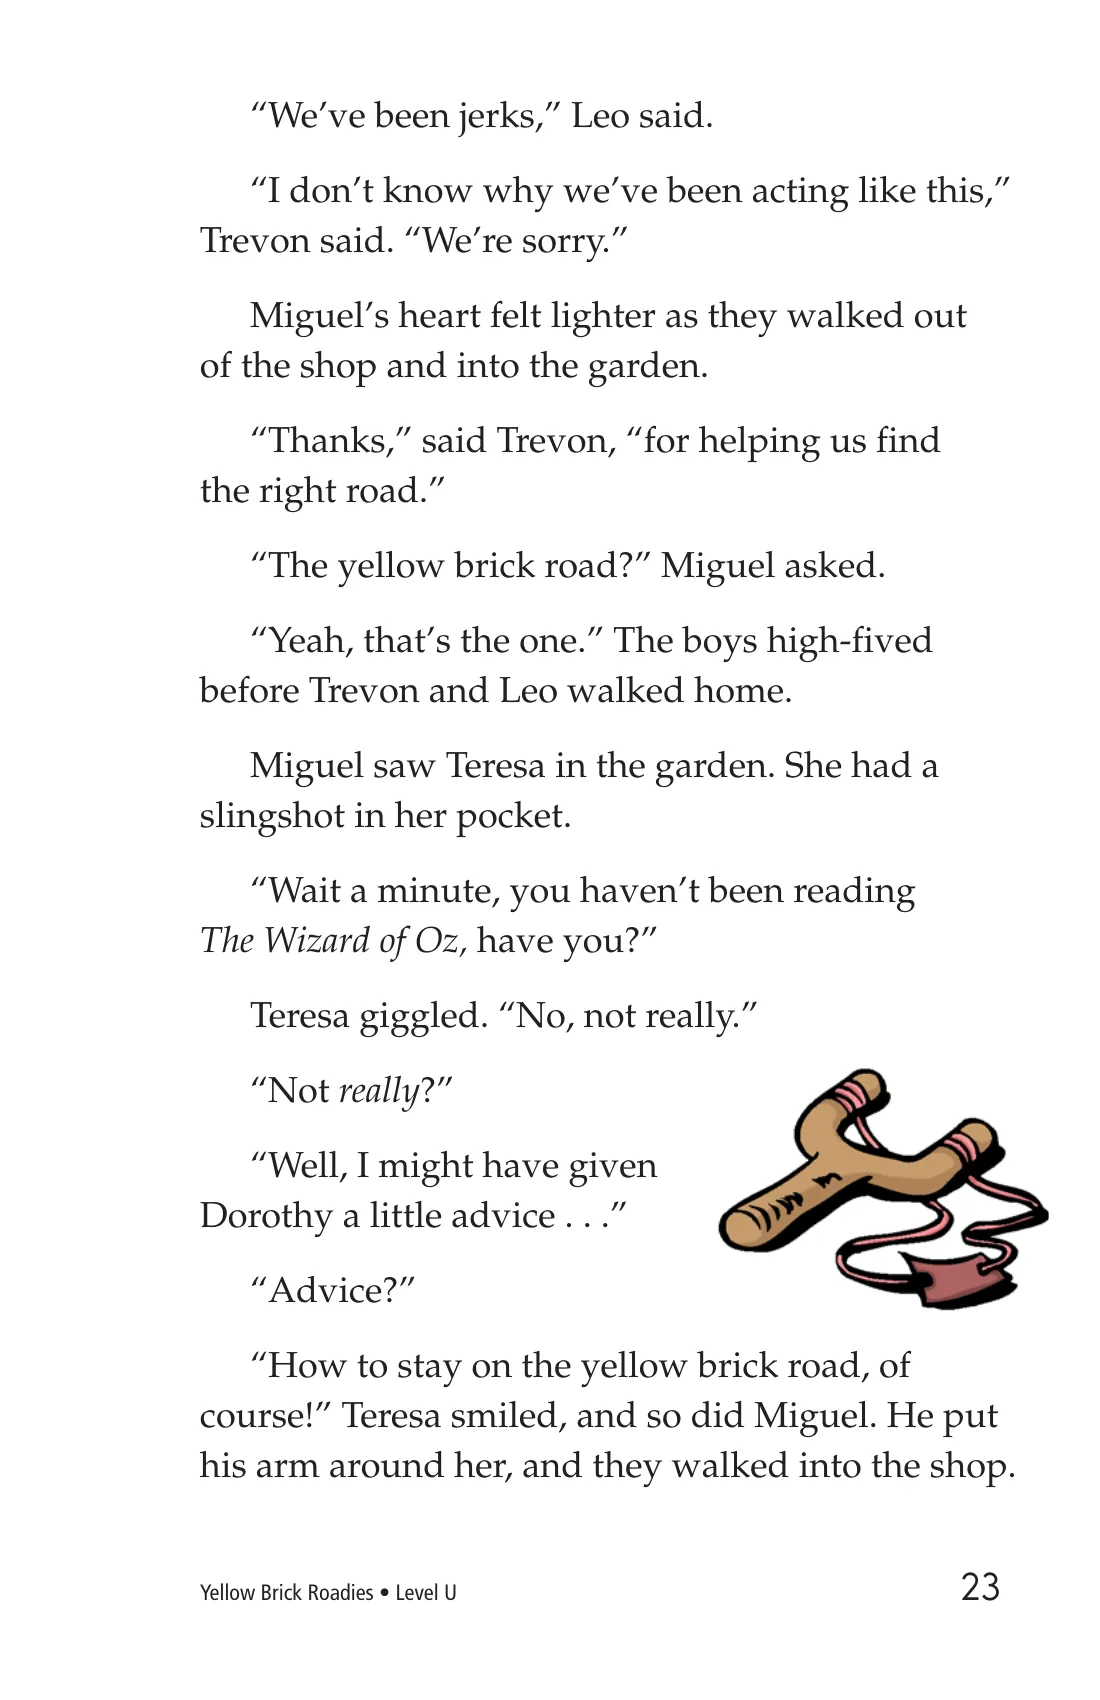 “We’ve been jerks,” Leo said.
“I don’t know why we’ve been acting like this,”
Trevon said. “We’re sorry.”
Miguel’s heart felt lighter as they walked out
of the shop and into the garden.
“Thanks,” said Trevon, “for helping us find
the right road.”
“The yellow brick road?” Miguel asked.
“Yeah, that’s the one.” The boys high-fived
before Trevon and Leo walked home.
Miguel saw Teresa in the garden. She had a
slingshot in her pocket.
“Wait a minute, you haven’t been reading
The Wizard of Oz, have you?”
Teresa giggled. “No, not really.”
“Not really?”
“Well, I might have given
Dorothy a little advice . . .”
“Advice?”
“How to stay on the yellow brick road, of
course!” Teresa smiled, and so did Miguel. He put
his arm around her, and they walked into the shop.
Yellow Brick Roadies • Level U
23